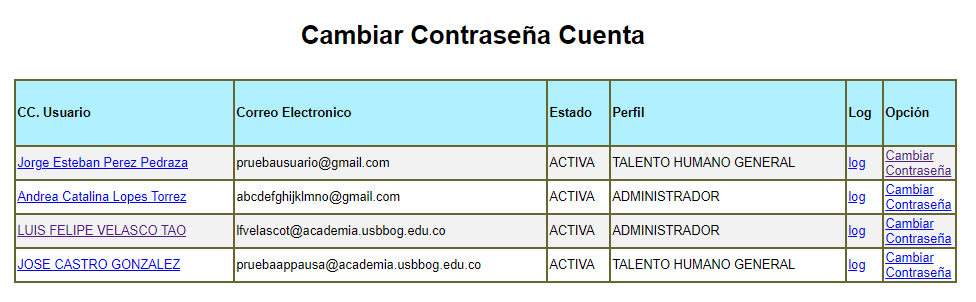 Cambiar Contraseña Cuenta
CC. Usuario Correo Electronico Estado Perfil Log Opción
Jorge Esteban Perez Pedraza pruebausuario@gmail.com ACTIVA TALENTO HUMANO GENERAL log Cambiar
Contraseña
Andrea Catalina Lopes Torrez abcdefghijklmno@gmail.com ACTIVA ADMINISTRADOR log Cambiar
Contraseña
LUIS FELIPE VELASCO TAO lfvelascot@academia.usbbog.edu.co ACTIVA ADMINISTRADOR log Cambiar
Contraseña
JOSE CASTRO GONZALEZ pruebaappausa@academia.usbbog.edu.co ACTIVA TALENTO HUMANO GENERAL log Cambiar
Contraseña